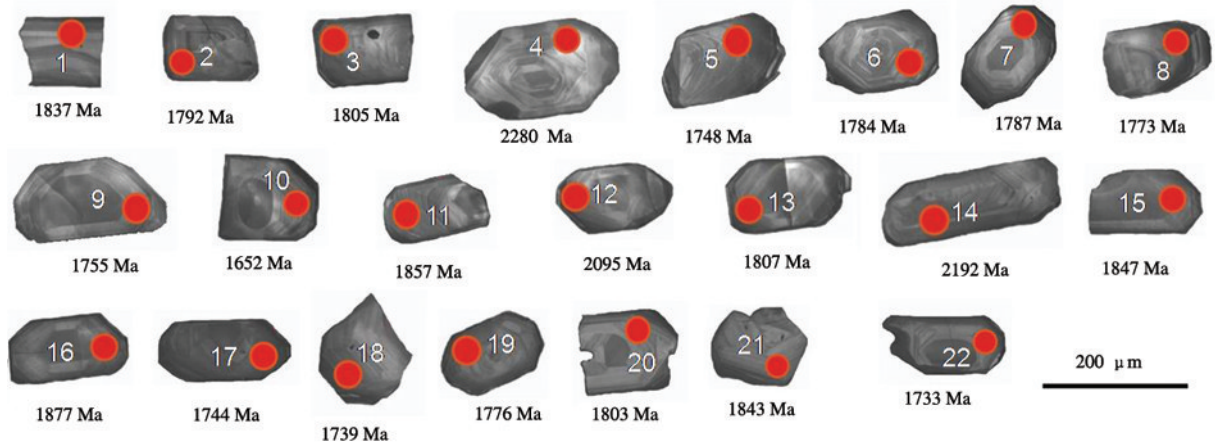 1 2 3 4 5 6 7 8
1837 Ma 1792 Ma 1805 Ma 2280 Ma 1748 Ma 1784 Ma 1787 Ma 1773 Ma
9 10 11 12 13 14 15
1755 Ma 1652 Ma 1857 Ma 2095 Ma 1807 Ma 2192 Ma 1847 Ma
16 17 18 19 20 21 22
200 μm
1877 Ma 1744 Ma 1739 Ma 1776 Ma 1803 Ma 1843 Ma 1733 Ma